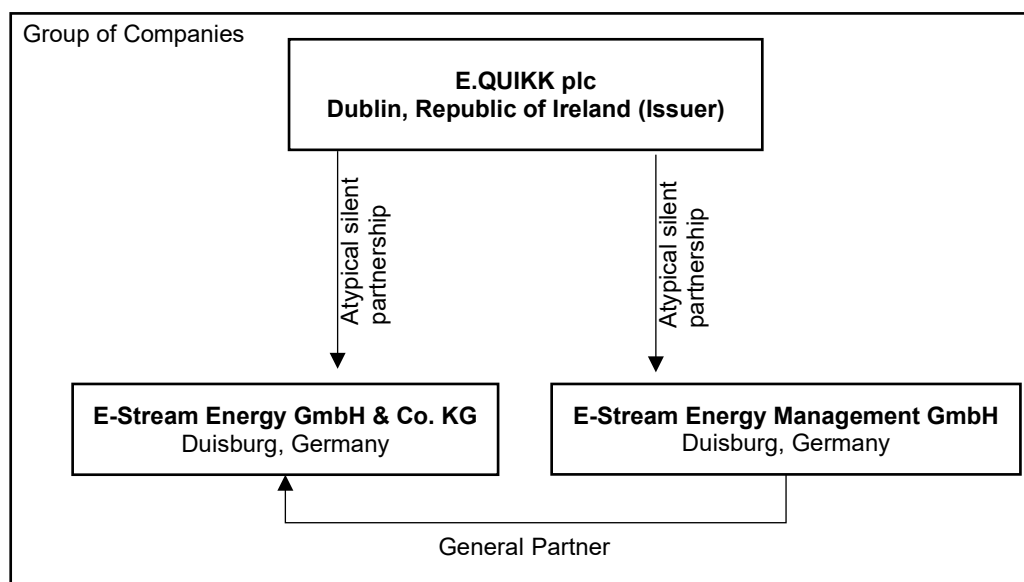 Group of Companies
E.QUIKK plc
Dublin, Republic of Ireland (Issuer)
Atypical silent
partnership
Atypical silent
partnership
E-Stream Energy GmbH & Co. KG
Duisburg, Germany
E-Stream Energy Management GmbH
Duisburg, Germany
General Partner